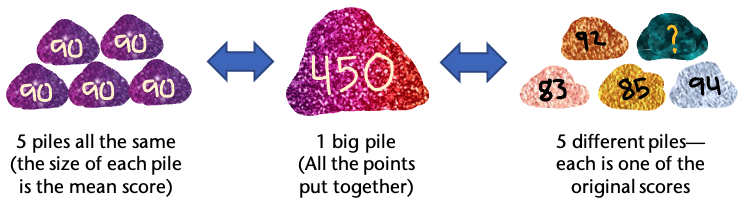 90 90
90 90 90
450
92 ?
83 85 94
5 piles all the same
(the size of each pile
is the mean score)
1 big pile
(All the points
put together)
5 different piles—
each is one of the
original scores